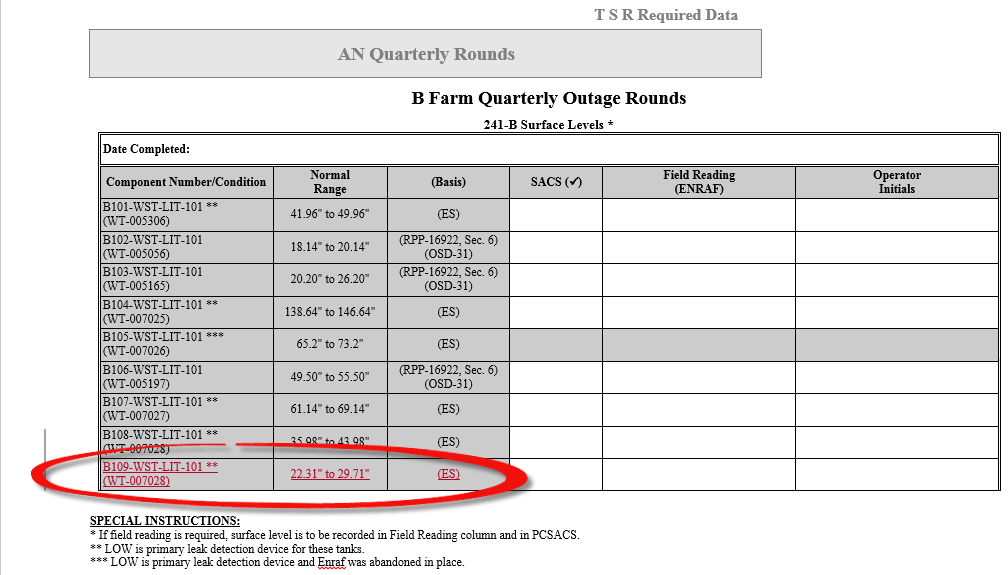 T S R Required Data
AN Quarterly Rounds
B Farm Quarterly Outage Rounds
241-B Surface Levels *
Date Completed:
Component Number/Condition Normal Range (Basis) SACS (✓) Field Reading (ENRAF) Operator Initials
B101-WST-LIT-101 ** 41.96" to 49.96" (ES)
(WT-005306)
B102-WST-LIT-101 18.14" to 20.14" (RPP-16922, Sec. 6)
(WT-005056) (OSD-31)
B103-WST-LIT-101 20.20" to 26.20" (RPP-16922, Sec. 6)
(WT-005165) (OSD-31)
B104-WST-LIT-101 ** 138.64" to 146.64" (ES)
(WT-007025)
B105-WST-LIT-101 *** 65.2" to 73.2" (ES)
(WT-007026)
B106-WST-LIT-101 49.50" to 55.50" (RPP-16922, Sec. 6)
(WT-005197) (OSD-31)
B107-WST-LIT-101 ** 61.14" to 69.14" (ES)
(WT-007027)
B108-WST-LIT-101 ** 35.98" to 43.98" (ES)
(WT-007028)
B109-WST-LIT-101 ** 22.31" to 29.71" (ES)
(WT-007028)
SPECIAL INSTRUCTIONS:
* If field reading is required, surface level is to be recorded in Field Reading column and in PCSACS.
** LOW is primary leak detection device for these tanks.
*** LOW is primary leak detection device and Enraf was abandoned in place.